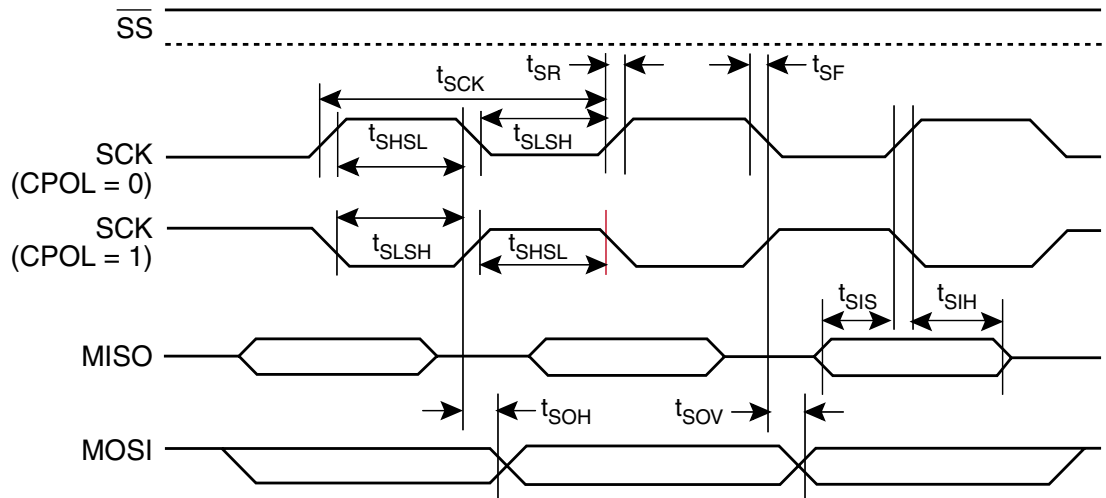 SS
tSCK
tSR
tSF
tSHSL
tSLSH
SCK
(CPOL = 0)
SCK
(CPOL = 1)
tSLSH
tSHSL
tSIS
tSIH
MISO
tSOH
tSOV
MOSI